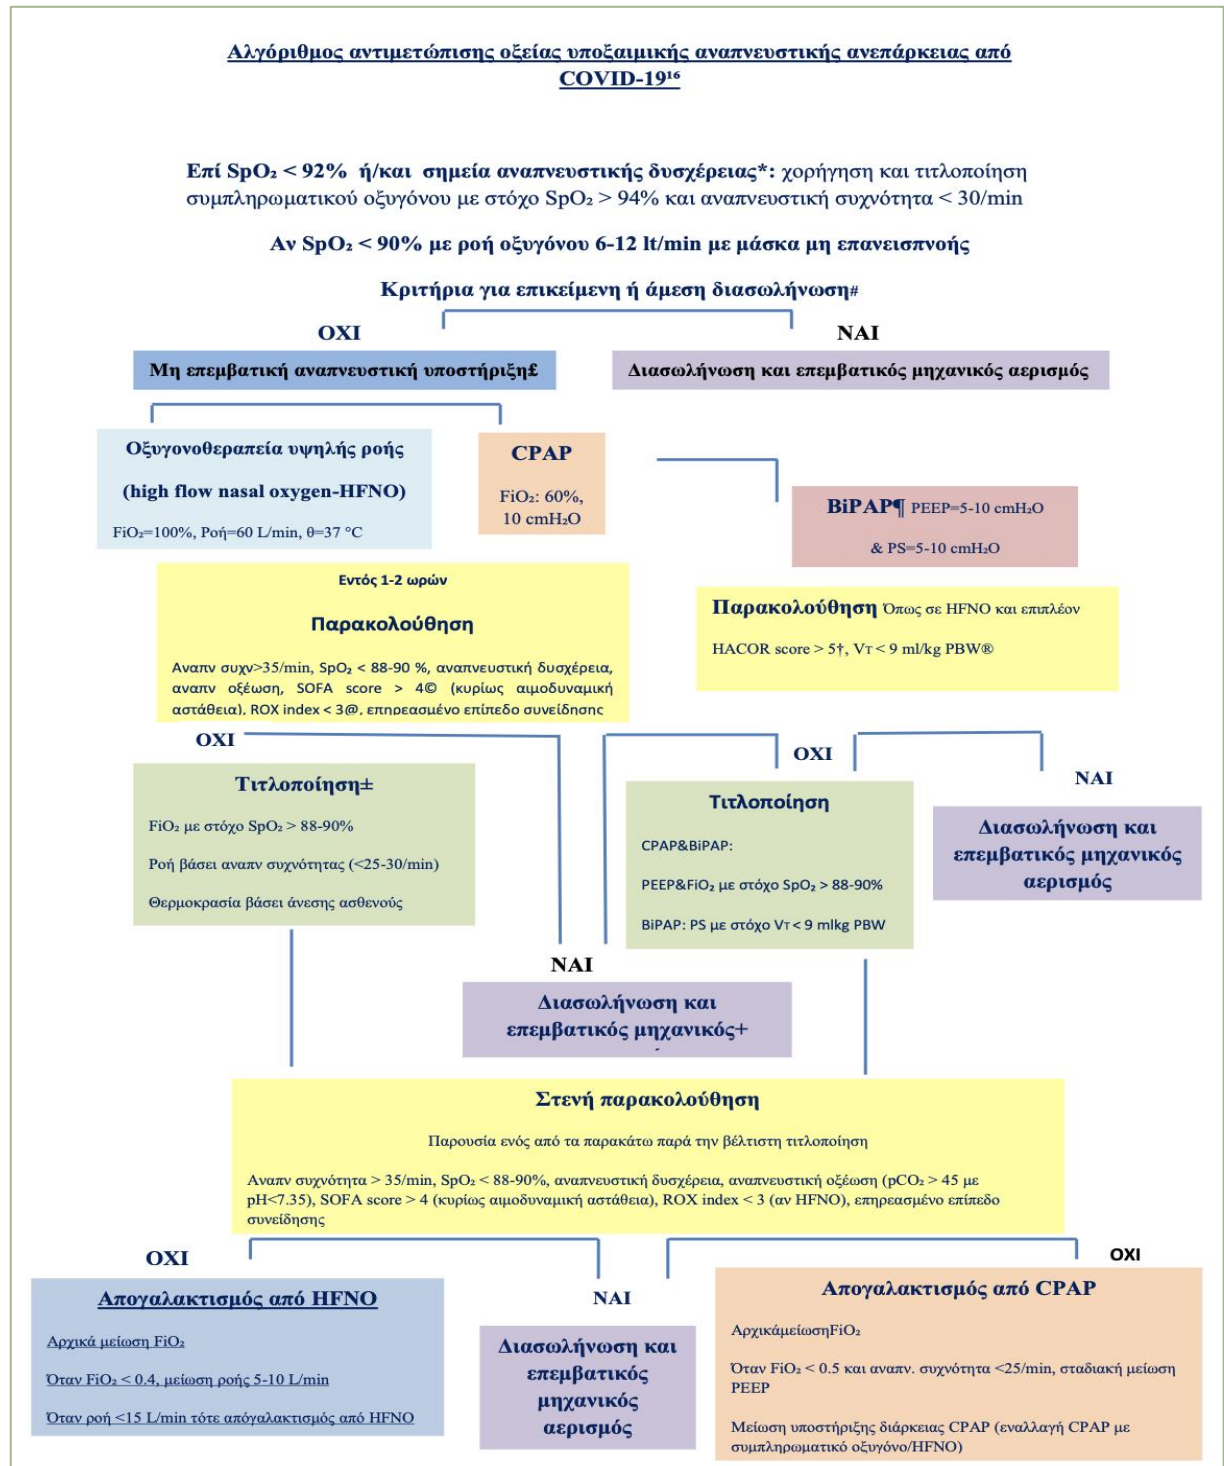 Αλγόριθμος αντιμετώπισης οξείας υποξαιμικής αναπνευστικής ανεπάρκειας από
COVID-19¹⁶
Επί SpO₂ < 92% ή/και σημεία αναπνευστικής δυσχέρειας*: χορήγηση και τιτλοποίηση
συμπληρωματικού οξυγόνου με στόχο SpO₂ > 94% και αναπνευστική συχνότητα < 30/min
Αν SpO₂ < 90% με ροή οξυγόνου 6-12 lt/min με μάσκα μη επανεισπνοής
Κριτήρια για επικείμενη ή άμεση διασωλήνωση#
ΟΧΙ
ΝΑΙ
Μη επεμβατική αναπνευστική υποστήριξη£
Διασωλήνωση και επεμβατικός μηχανικός αερισμός
Οξυγονοθεραπεία υψηλής ροής
(high flow nasal oxygen-HFNO)
FiO₂=100%, Ροή=60 L/min, θ=37 °C
CPAP
FiO₂: 60%,
10 cmH₂O
BiPAP¶ PEEP=5-10 cmH₂O
& PS=5-10 cmH₂O
Εντός 1-2 ωρών
Παρακολούθηση
Αναπν συχν>35/min, SpO₂ < 88-90 %, αναπνευστική δυσχέρεια,
αναπν οξέωση, SOFA score > 4© (κυρίως αιμοδυναμική
αστάθεια), ROX index < 3@, επηρεασμένο επίπεδο συνείδησης
Παρακολούθηση Όπως σε HFNO και επιπλέον
HACOR score > 5†, VT < 9 ml/kg PBW®
ΟΧΙ
ΟΧΙ
ΝΑΙ
Τιτλοποίηση±
FiO₂ με στόχο SpO₂ > 88-90%
Ροή βάσει αναπν συχνότητας (<25-30/min)
Θερμοκρασία βάσει άνεσης ασθενούς
Τιτλοποίηση
CPAP&BiPAP:
PEEP&FiO₂ με στόχο SpO₂ > 88-90%
BiPAP: PS με στόχο VT < 9 mlkg PBW
Διασωλήνωση και
επεμβατικός μηχανικός
αερισμός
ΝΑΙ
Διασωλήνωση και
επεμβατικός μηχανικός+
Στενή παρακολούθηση
Παρουσία ενός από τα παρακάτω παρά την βέλτιστη τιτλοποίηση
Αναπν συχνότητα > 35/min, SpO₂ < 88-90%, αναπνευστική δυσχέρεια, αναπνευστική οξέωση (pCO₂ > 45 με
pH<7.35), SOFA score > 4 (κυρίως αιμοδυναμική αστάθεια), ROX index < 3 (αν HFNO), επηρεασμένο επίπεδο
συνείδησης
ΟΧΙ
ΝΑΙ
ΟΧΙ
Απογαλακτισμός από HFNO
Αρχικά μείωση FiO₂
Όταν FiO₂ < 0.4, μείωση ροής 5-10 L/min
Όταν ροή <15 L/min τότε απόγαλακτισμός από HFNO
Διασωλήνωση και
επεμβατικός
μηχανικός
αερισμός
Απογαλακτισμός από CPAP
ΑρχικάμείωσηFiO₂
Όταν FiO₂ < 0.5 και αναπν. συχνότητα <25/min, σταδιακή μείωση
PEEP
Μείωση υποστήριξης διάρκειας CPAP (εναλλαγή CPAP με
συμπληρωματικό οξυγόνο/HFNO)